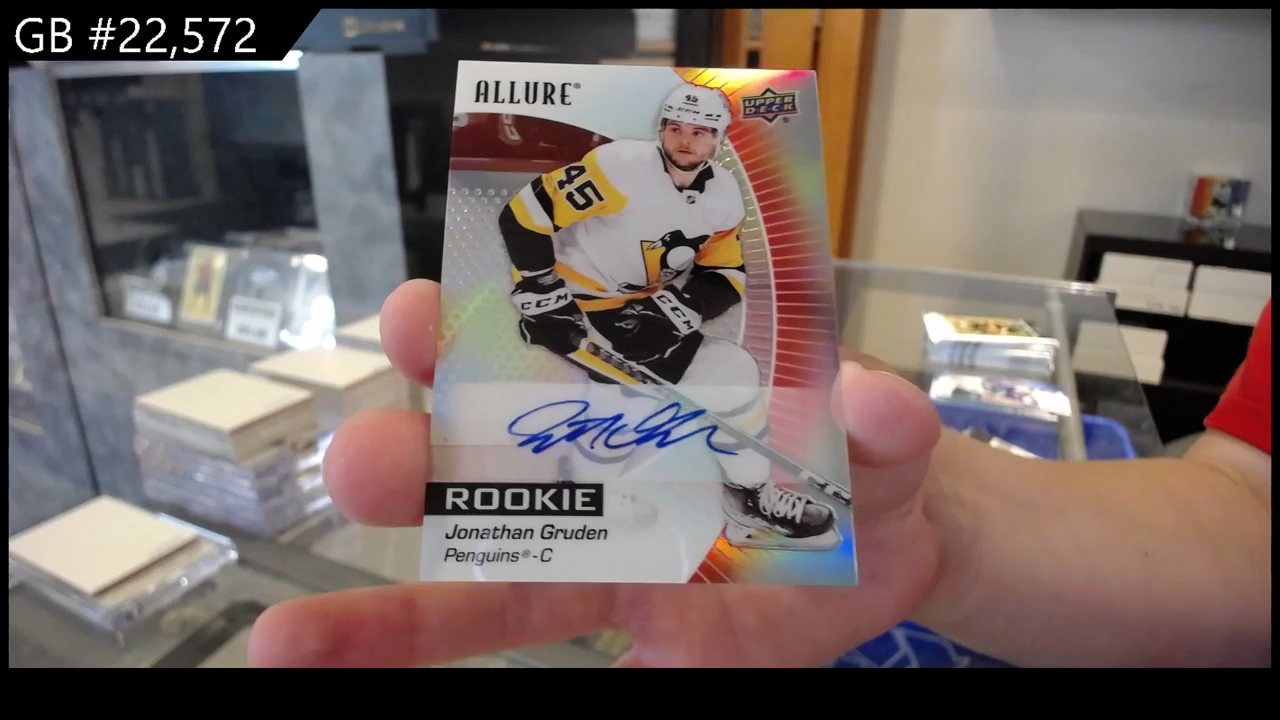 GB #22,572
ALLURE®
UPPER
DECK®
45
45
CCM
CCM
ROOKIE
Jonathan Gruden
Penguins®-C